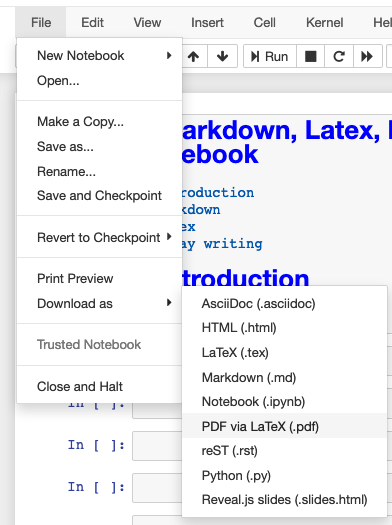 File Edit View Insert Cell Kernel He
New Notebook
Open...
Run
Make a Copy...
Save as...
Rename...
Save and Checkpoint
Revert to Checkpoint
Print Preview
Download as
Trusted Notebook
Close and Halt
arkdown, Latex,
ebook
roduction
kdown
ex
ay writing
troduction
AsciiDoc (.asciidoc)
HTML (.html)
LaTeX (.tex)
Markdown (.md)
Notebook (.ipynb)
PDF via LaTeX (.pdf)
reST (.rst)
Python (.py)
Reveal.js slides (.slides.html)
In [ ]:
In [ ]:
In [ ]: